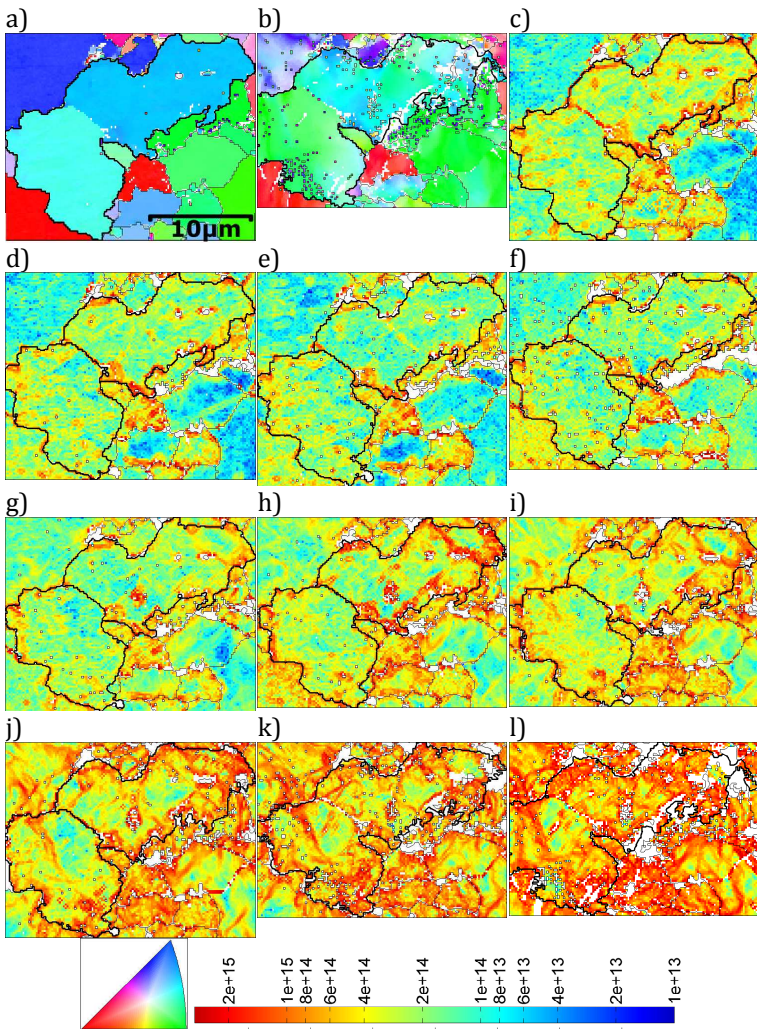 a) b) c)
10μm
d) e) f)
g) h) i)
j) k) l)
2e+15 1e+15 8e+14 6e+14 4e+14 2e+14 1e+14 8e+13 6e+13 4e+13 2e+13 1e+13